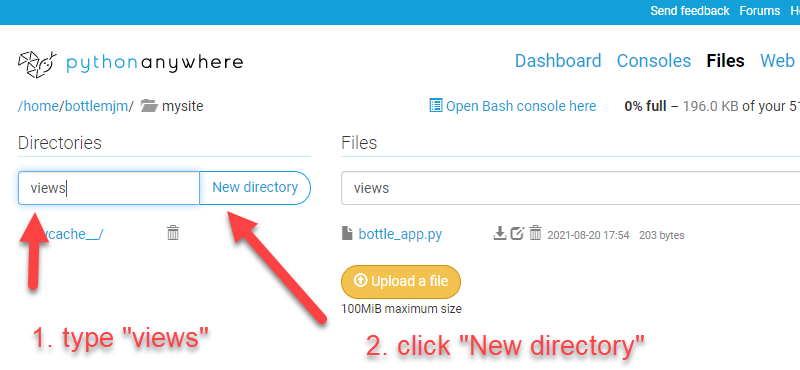 Send feedback Forums
pythonanywhere
Dashboard Consoles Files Web
/home/bottlemjm/ mysite
Open Bash console here 0% full – 196.0 KB of your
Directories
Files
views New directory
views
ycache__/
bottle_app.py 2021-08-20 17:54 203 bytes
Upload a file
100MiB maximum size
1. type "views"
2. click "New directory"